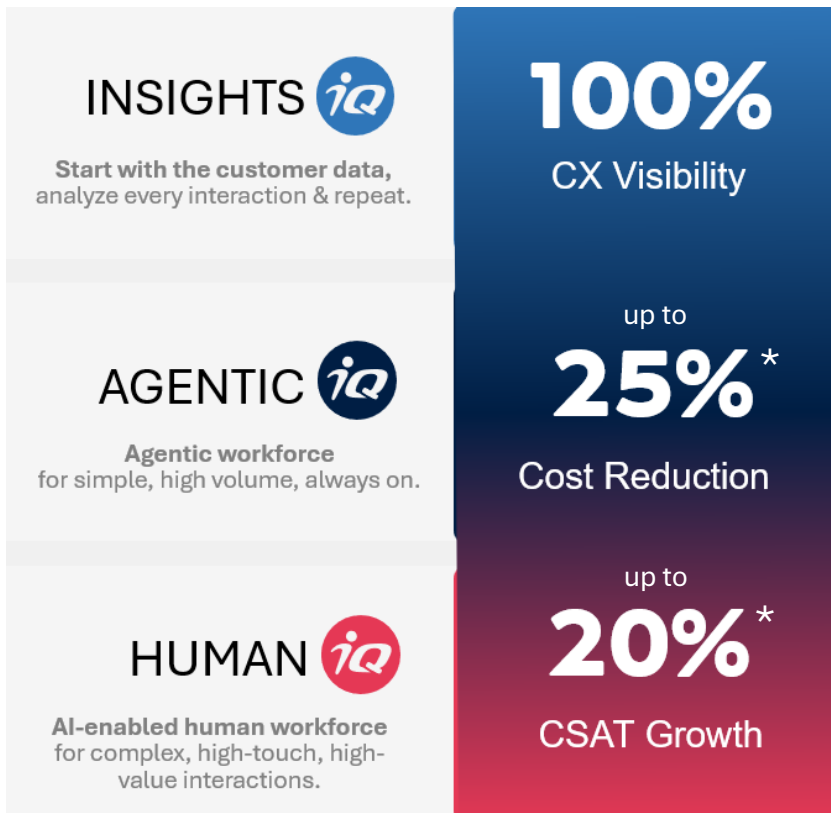 INSIGHTS iQ
Start with the customer data,
analyze every interaction & repeat.
100%
CX Visibility
AGENTIC iQ
Agentic workforce
for simple, high volume, always on.
up to
25%*
Cost Reduction
HUMAN iQ
AI-enabled human workforce
for complex, high-touch, high-
value interactions.
up to
20%*
CSAT Growth